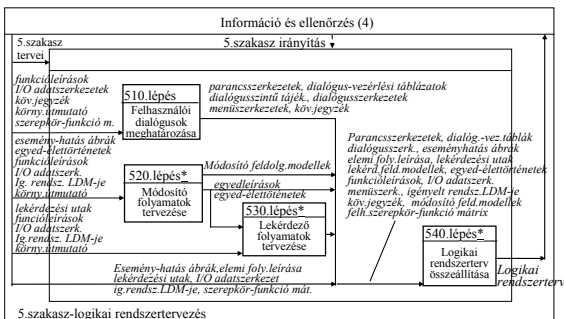 Információ és ellenőrzés (4)
5.szakasz
tervei
5.szakasz irányítás
funkcióleírások
I/O adatszerkezetek
köv.jegyzék
körny.útmutató
szerepkör-funkció m.
510.lépés
Felhasználói
dialógusok
meghatározása
parancsszerkezetek, dialógus-vezérlési táblázatok
dialógusszintű tájék., dialógusszerkezetek
menüszerkezetek, köv.jegyzék
esemény-hatás ábrák
egyed-élettörténetek
funkcióleírások
I/O adatszerk.
Ig. rendsz. LDM-je
körny.útmutató
520.lépés*
Módosító
folyamatok
tervezése
Módosító feldolg.modellek
egyedleírások
egyed-élettöténetek
Parancsszerkezetek, dialóg.-vez.táblák
dialógusszerk., eseményhatás ábrák
elemi foly.leírása, lekérdezési utak
lekérd.feld.modellek, egyed-élettörténetek
funkcióleírások, I/O adatszerk.
menüszerk., igényelt rendsz.LDM-je
köv.jegyzék, módosító feld.modellek
felh.szerepkör-funkció mátrix
lekérdezési utak
funcióleírások
I/O adatszerk.
Ig.rendsz. LDM-je
körny.útmutató
530.lépés*
Lekérdező
folyamatok
tervezése
540.lépés*
Logikai
rendszerterv
összeállítása
Logikai
rendszerterv
Esemény-hatás ábrák,elemi foly.leírása
lekérdezési utak, I/O adatszerkezet
ig.rendsz.LDM-je, szerepkör-funkció mát.
5.szakasz-logikai rendszertervezés